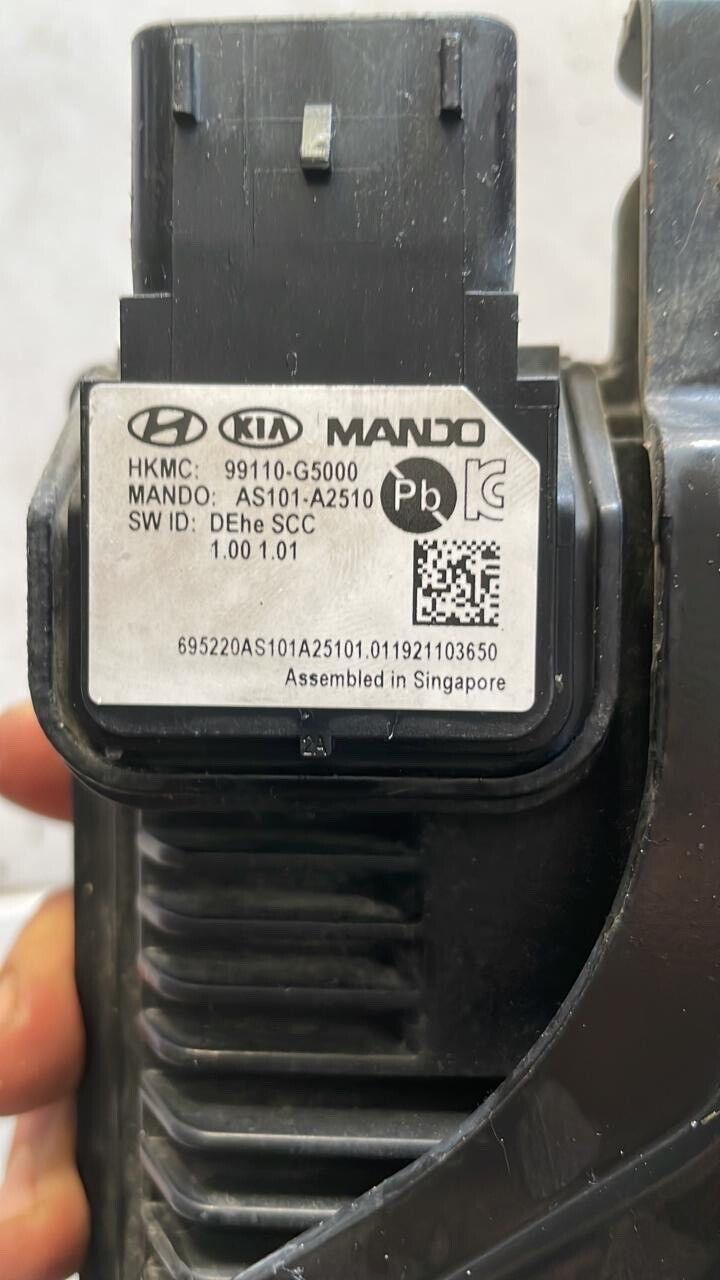 KIA MANDO
HKMC: 99110-G5000
MANDO: AS101-A2510
Pb
SW ID: DEhe SCC
1.00 1.01
695220AS101A25101.011921103650
Assembled in Singapore
2A